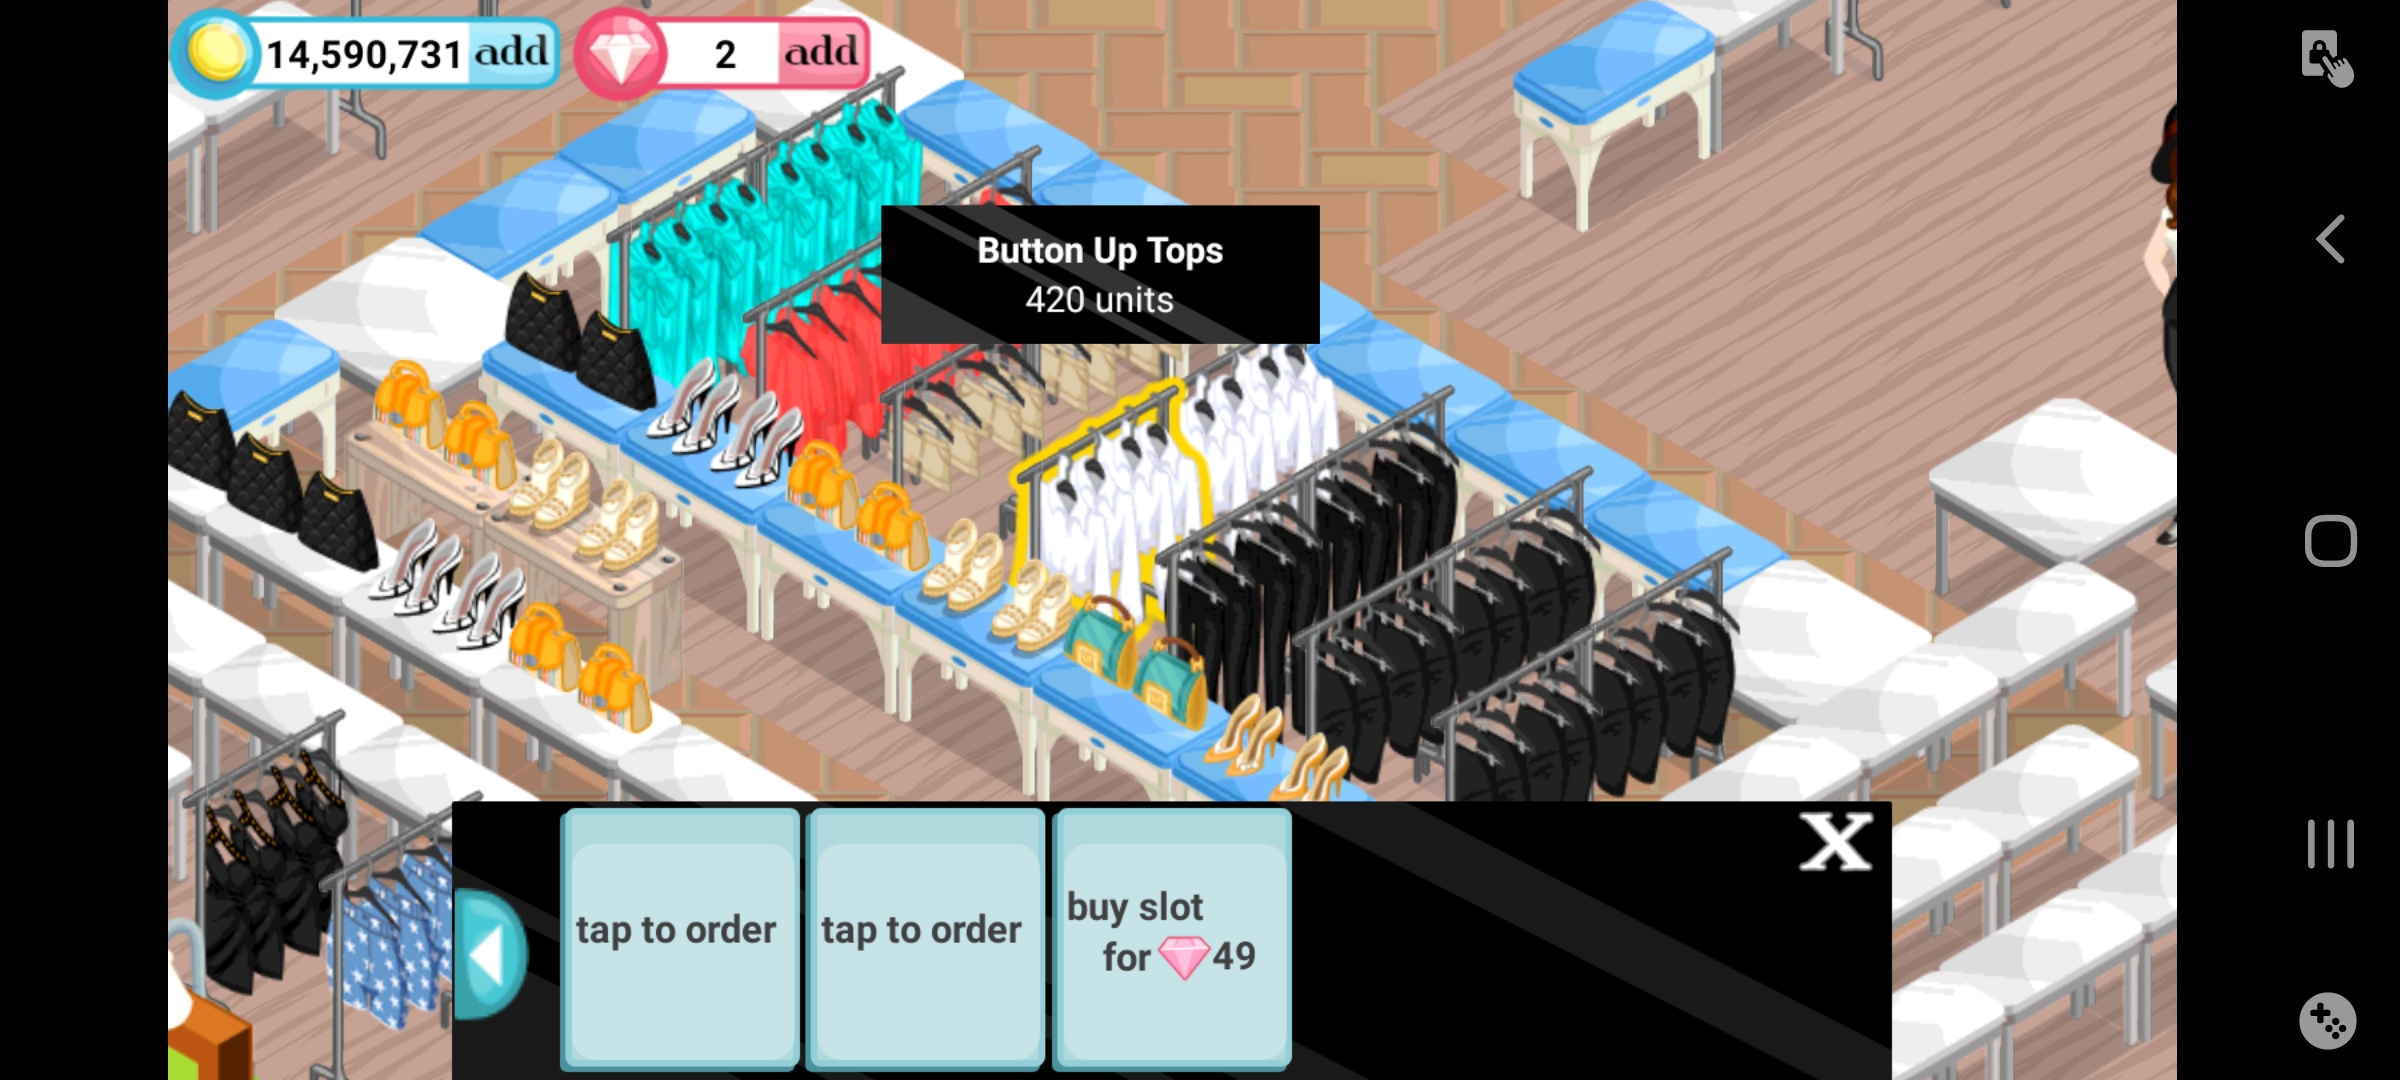 14,590,731 add
2 add
Button Up Tops
420 units
X
tap to order
tap to order
buy slot
for 49